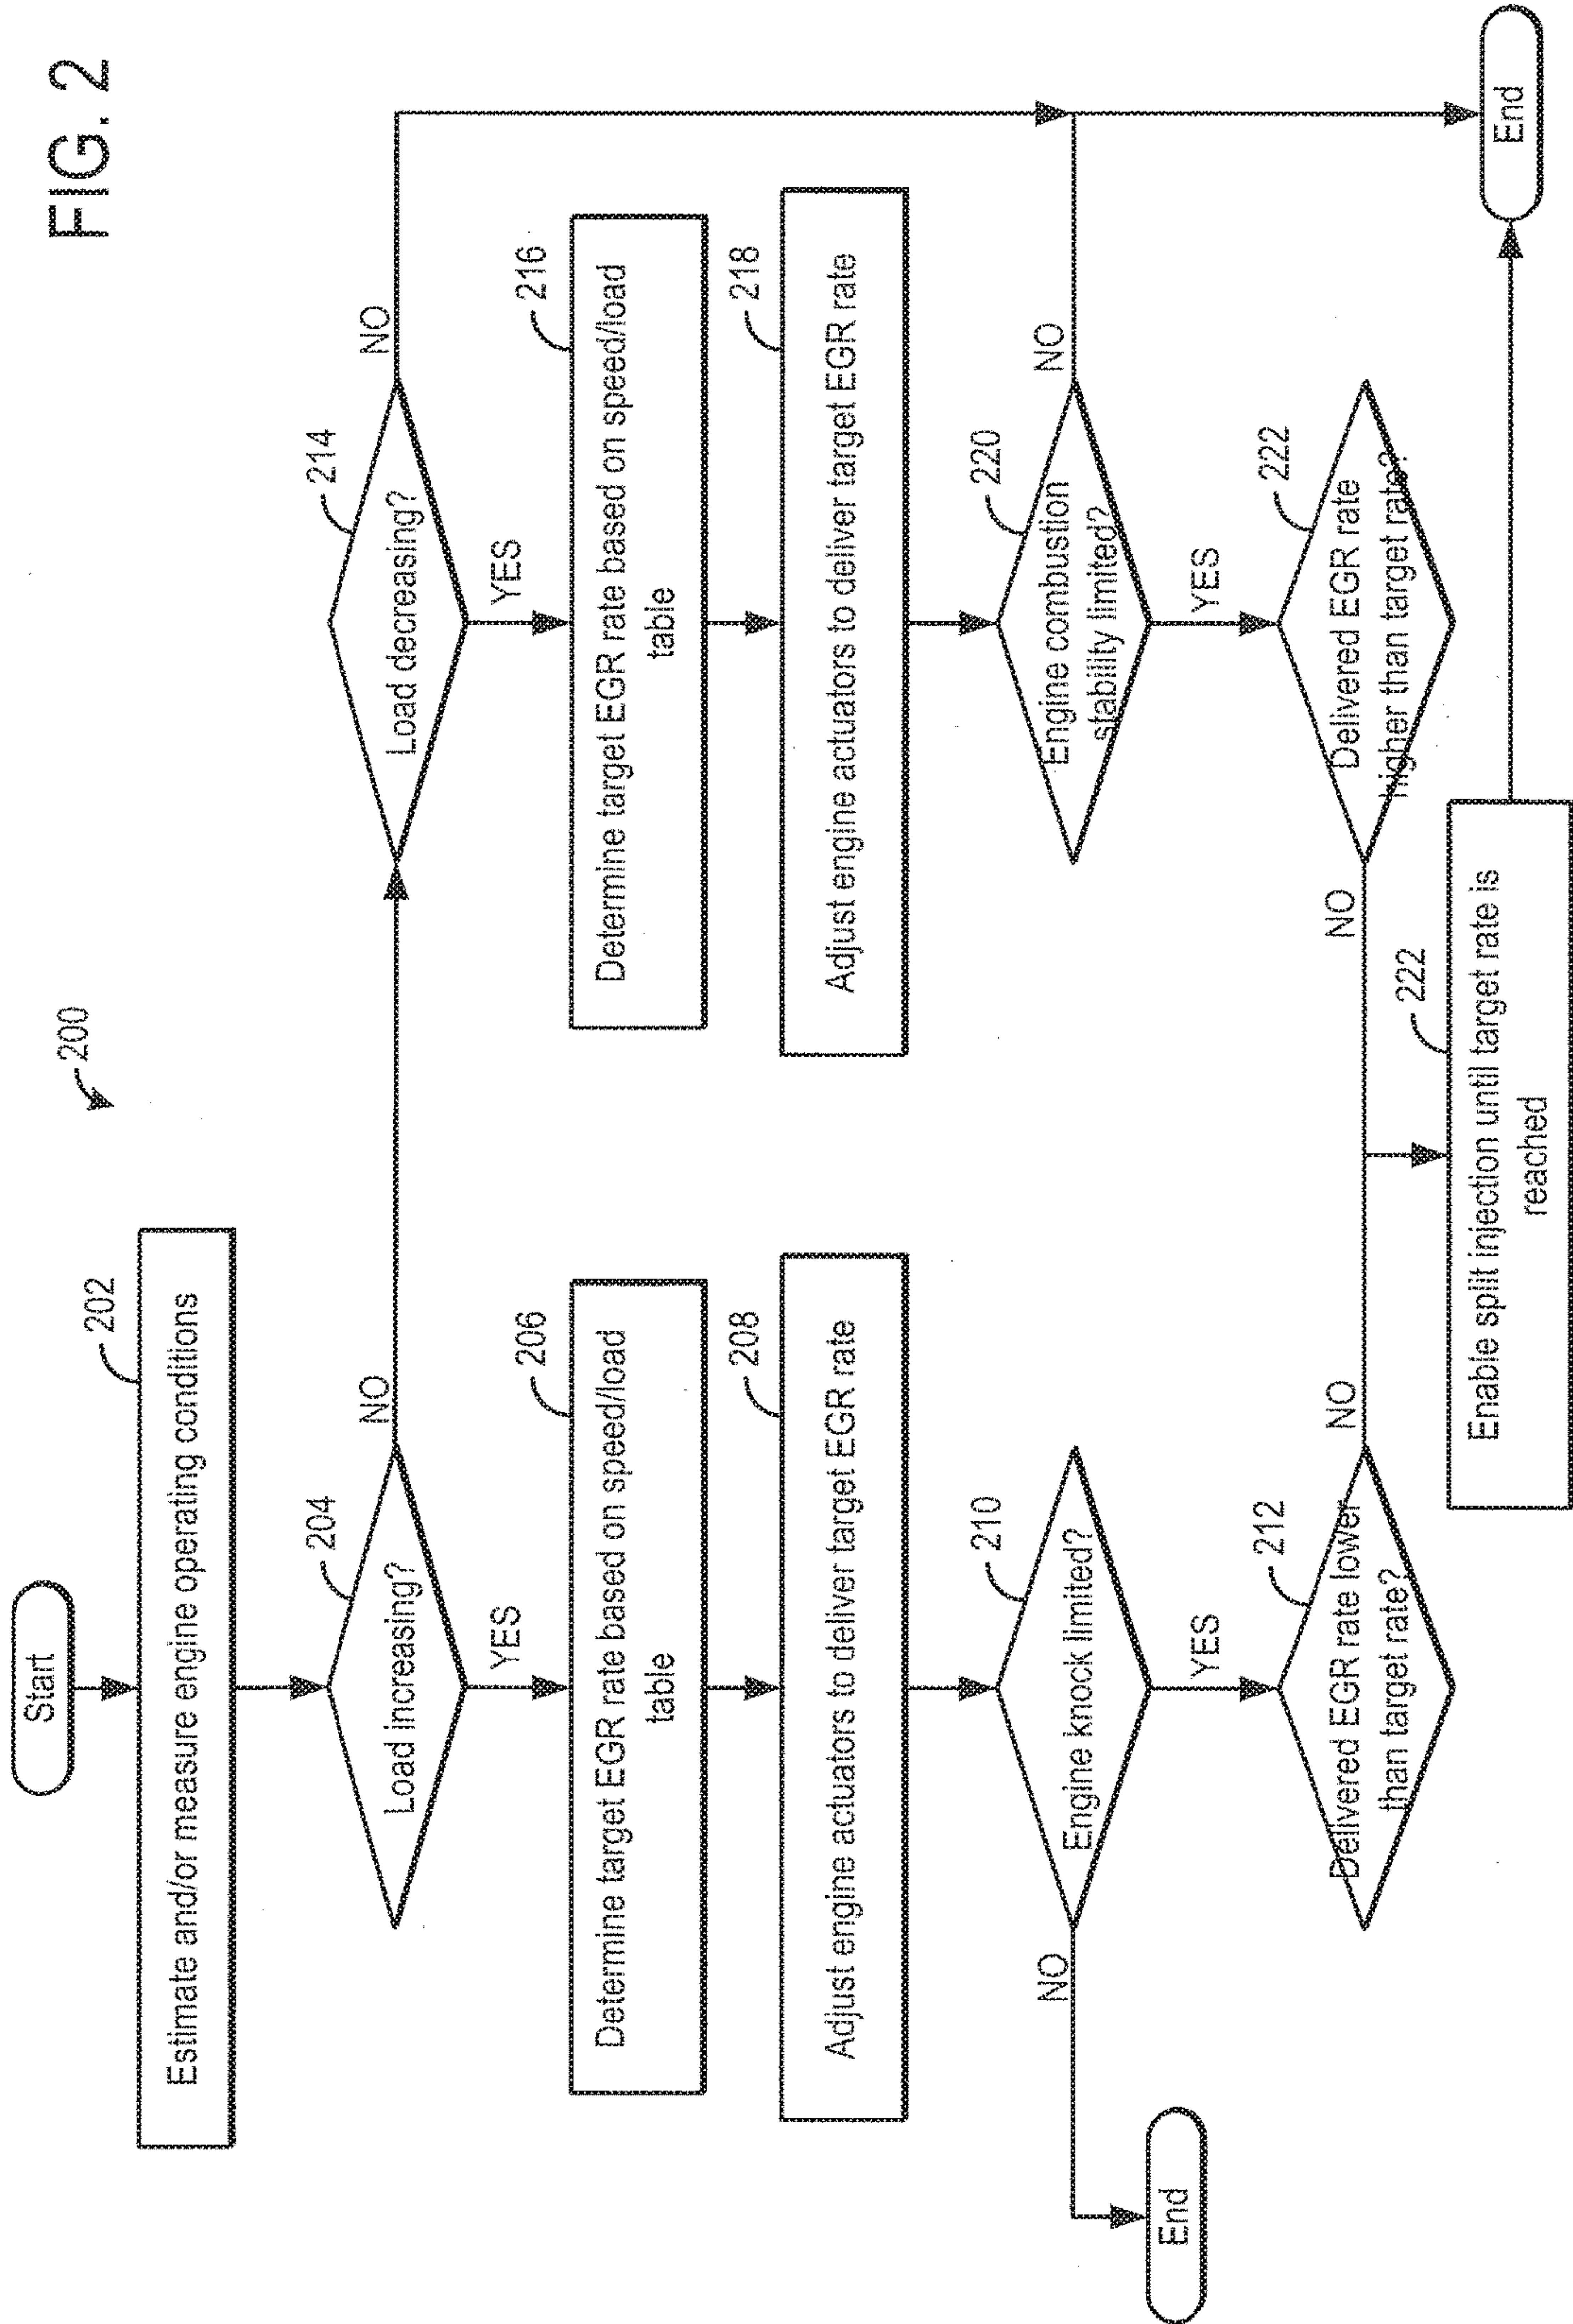 FIG. 2
200
Start
202
Estimate and/or measure engine operating conditions
204
Load increasing?
NO
YES
206
Determine target EGR rate based on speed/load
table
208
Adjust engine actuators to deliver target EGR rate
210
Engine knock limited?
NO
End
YES
212
Delivered EGR rate lower
than target rate?
NO
214
Load decreasing?
NO
YES
216
Determine target EGR rate based on speed/load
table
218
Adjust engine actuators to deliver target EGR rate
220
Engine combustion
stability limited?
NO
YES
222
Delivered EGR rate
higher than target rate?
NO
222
Enable split injection until target rate is
reached
End